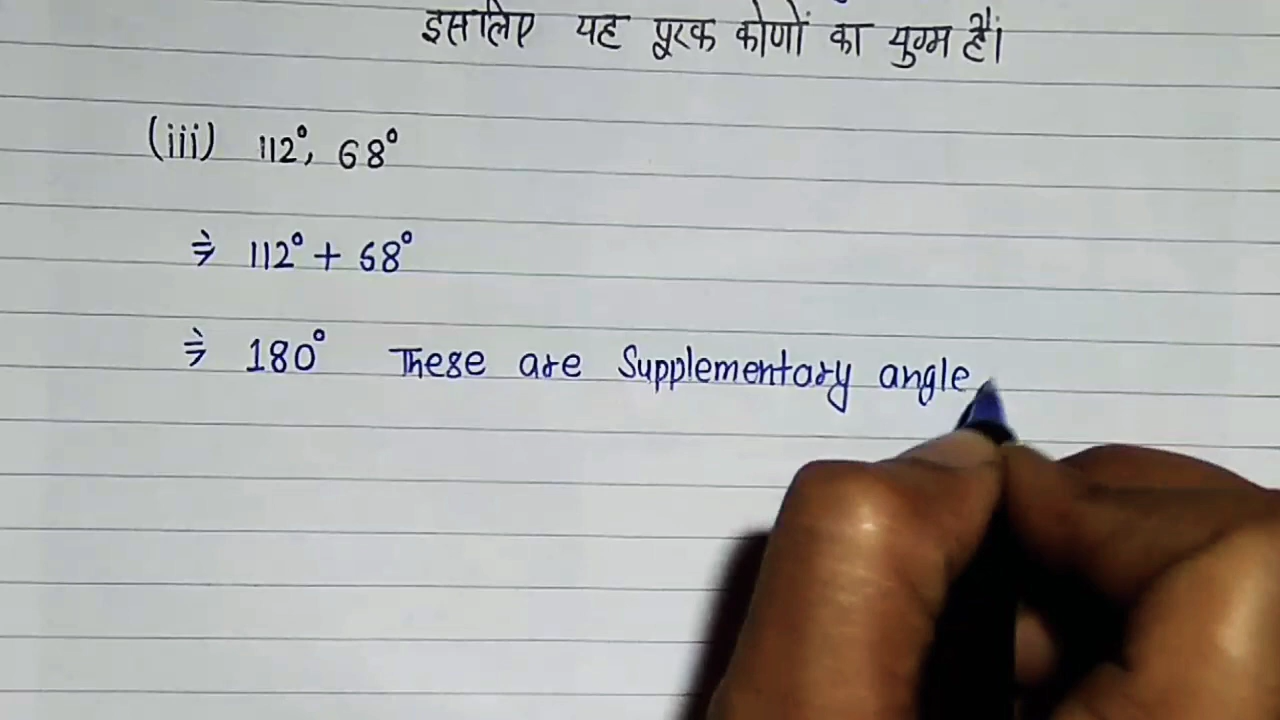 इसलिए यह पूरक कोणों का युग्म हैं।
(iii) 112°, 68°
⇒ 112° + 68°
⇒ 180° These are Supplementary angle